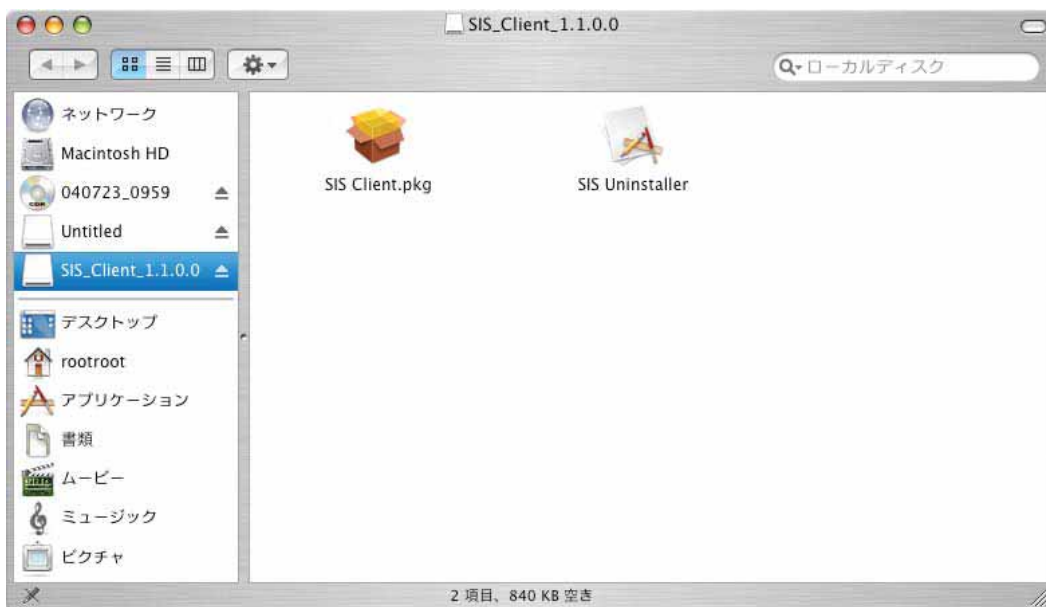 SIS_Client_1.1.0.0
ローカルディスク
ネットワーク
Macintosh HD
040723_0959
Untitled
SIS_Client_1.1.0.0
デスクトップ
rootroot
アプリケーション
書類
ムービー
ミュージック
ピクチャ
SIS Client.pkg
SIS Uninstaller
2 項目、840 KB 空き